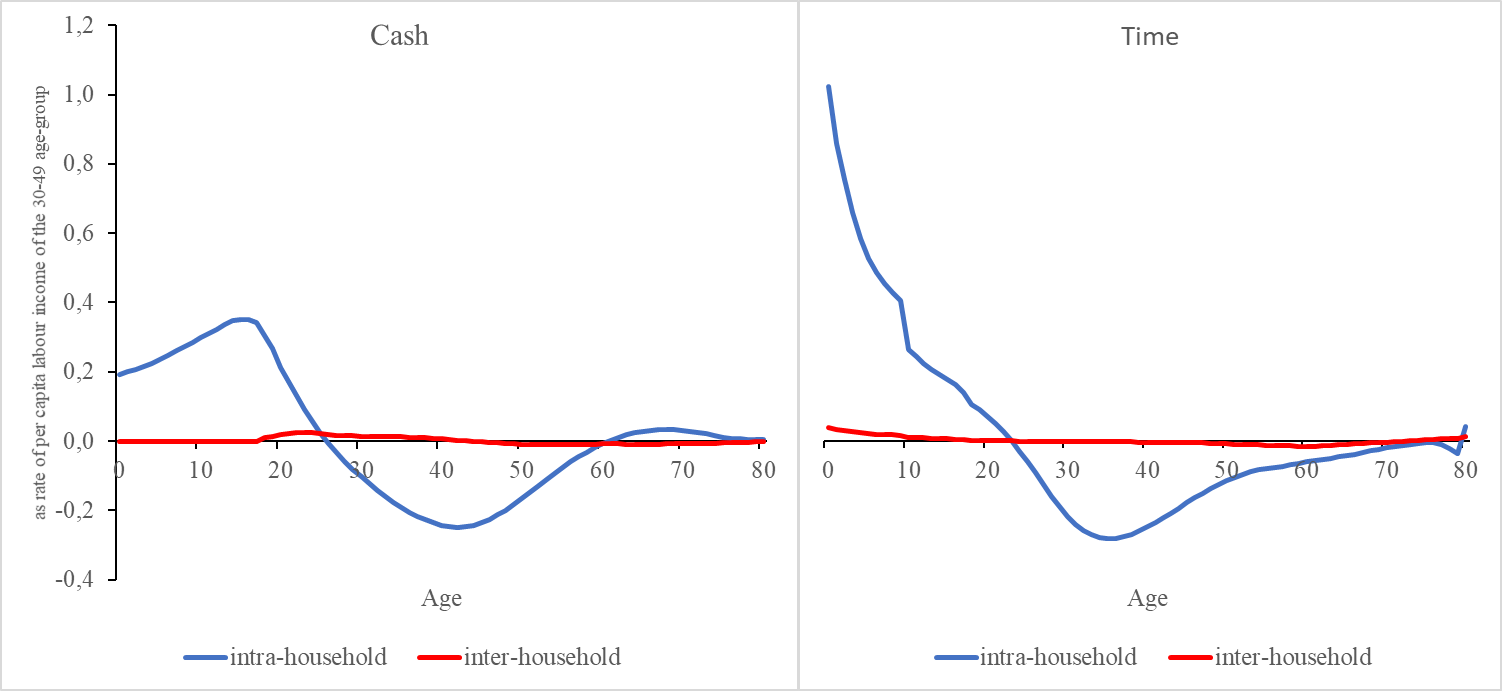 Cash
as rate of per capita labour income of the 30-49 age-group
1,2
1,0
0,8
0,6
0,4
0,2
0,0
-0,2
-0,4
0 10 20 30 40 50 60 70 80
Age
intra-household inter-household
Time
0 10 20 30 40 50 60 70 80
Age
intra-household inter-household